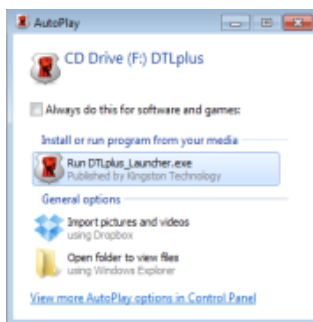 AutoPlay
CD Drive (F:) DTLplus
Always do this for software and games:
Install or run program from your media
Run DTLplus_Launcher.exe
Published by Kingston Technology
General options
Import pictures and videos
using Dropbox
Open folder to view files
using Windows Explorer
View more AutoPlay options in Control Panel